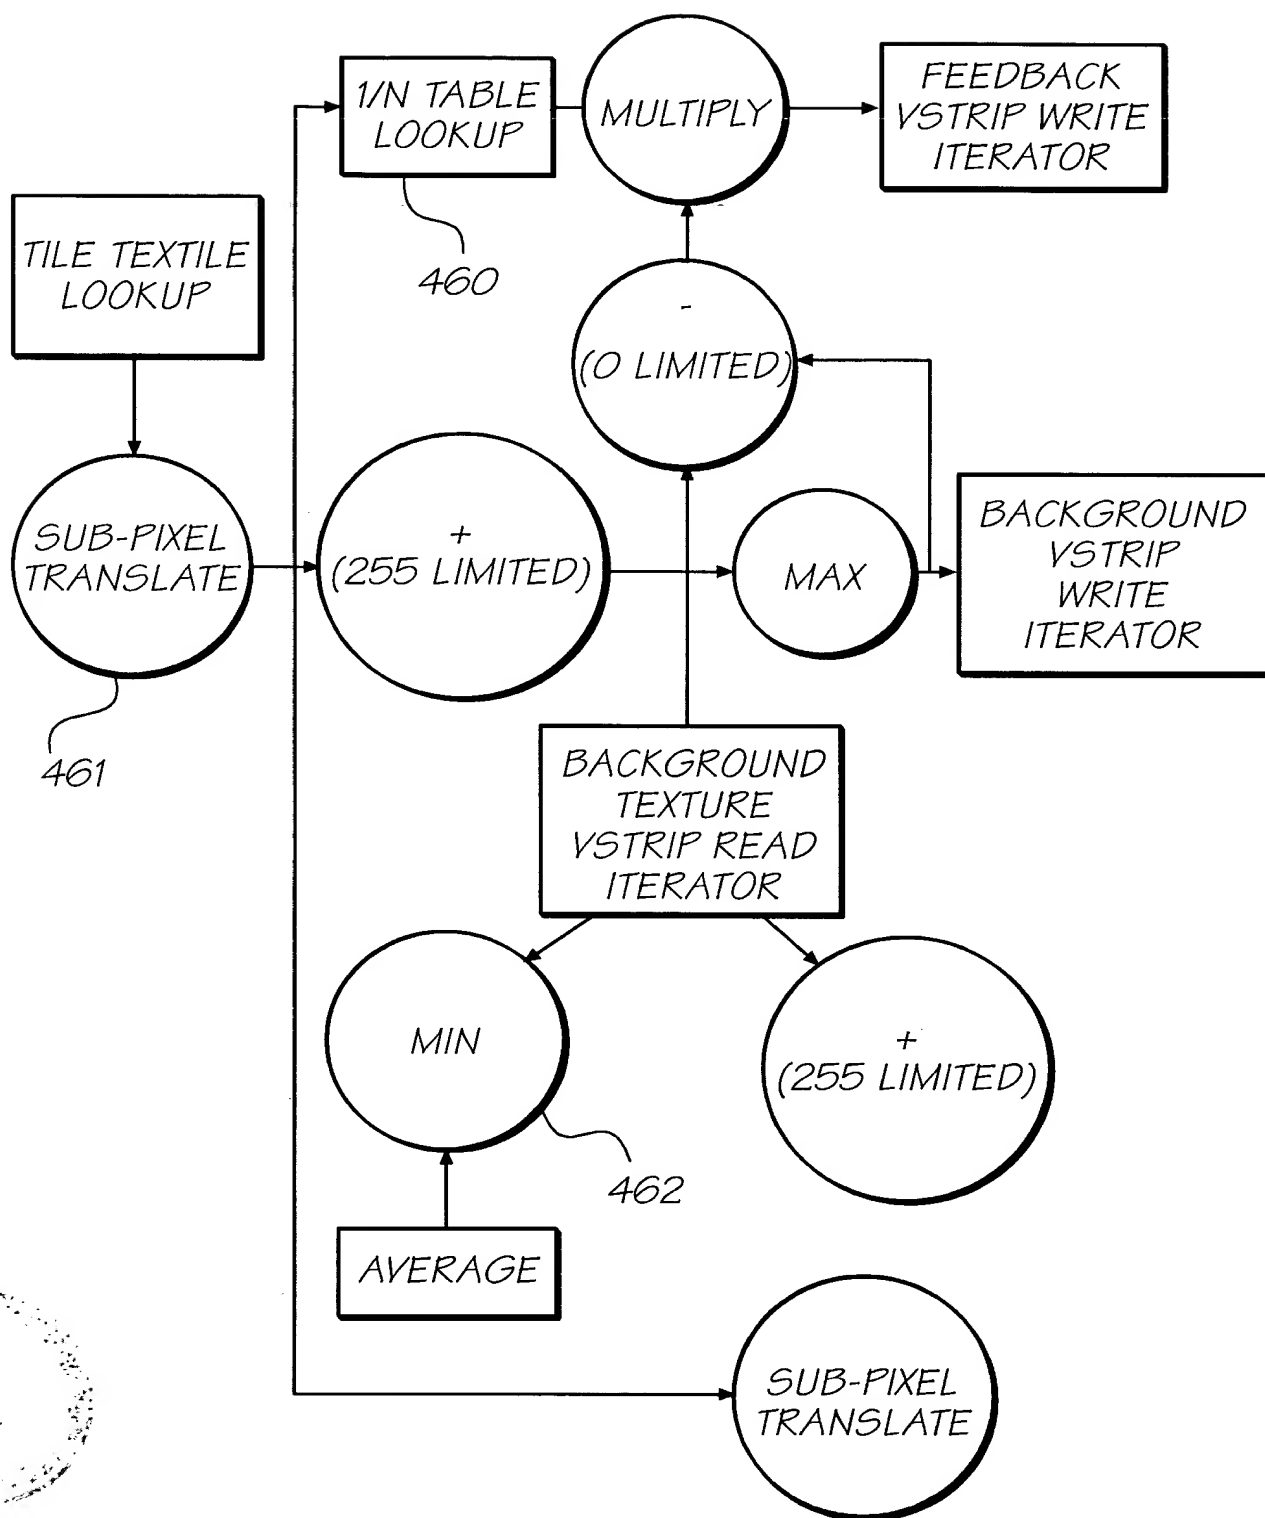 1/N TABLE
LOOKUP
MULTIPLY
FEEDBACK
VSTRIP WRITE
ITERATOR
460
TILE TEXTILE
LOOKUP
-
(0 LIMITED)
SUB-PIXEL
TRANSLATE
461
+
(255 LIMITED)
MAX
BACKGROUND
VSTRIP
WRITE
ITERATOR
BACKGROUND
TEXTURE
VSTRIP READ
ITERATOR
MIN
462
+
(255 LIMITED)
AVERAGE
SUB-PIXEL
TRANSLATE